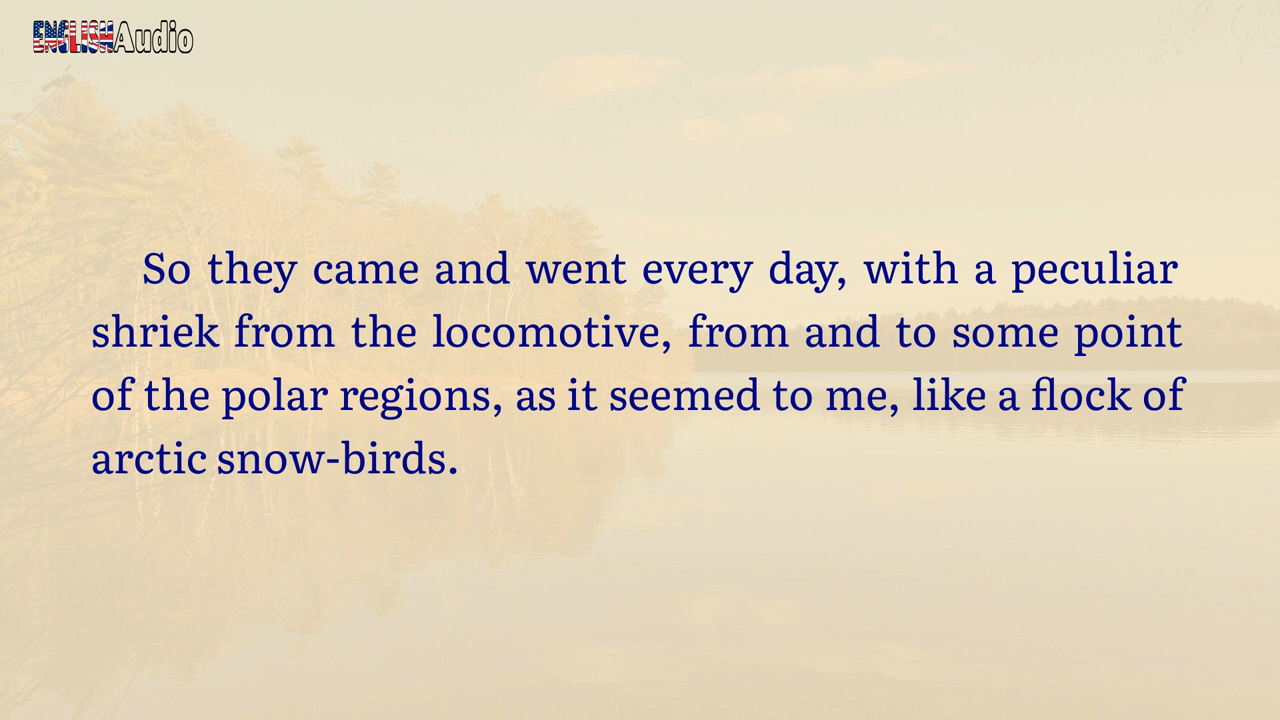 ENGLISHAudio
So they came and went every day, with a peculiar
shriek from the locomotive, from and to some point
of the polar regions, as it seemed to me, like a flock of
arctic snow-birds.